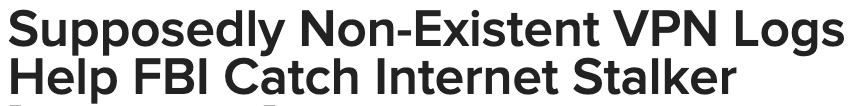 Supposedly Non-Existent VPN Logs
Help FBI Catch Internet Stalker